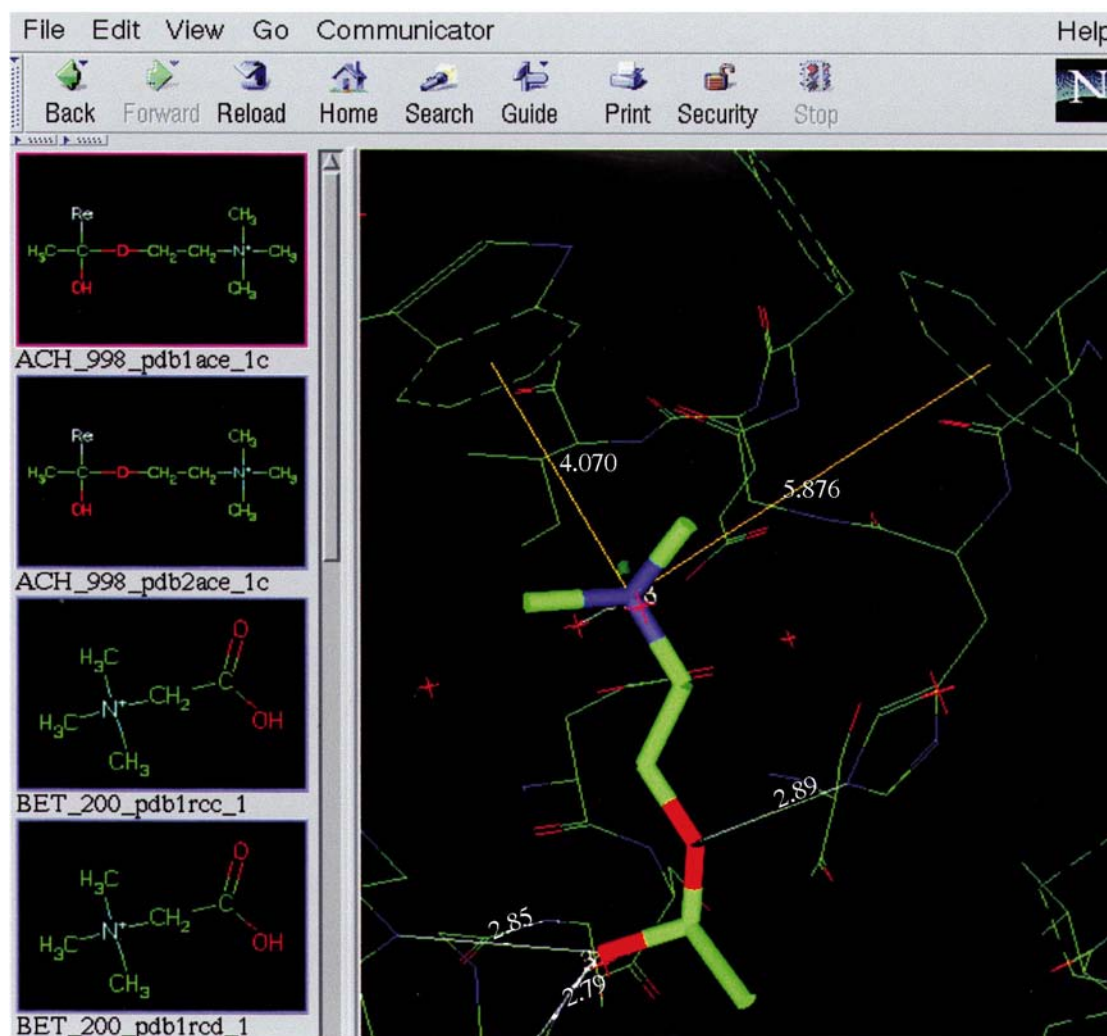 File Edit View Go Communicator Help
N
Back Forward Reload Home Search Guide Print Security Stop
Re
H₃C C O CH₂ CH₂ N⁺ CH₃
CH₃
CH₃
OH
ACH_998_pdb1ace_1c
Re
H₃C C O CH₂ CH₂ N⁺ CH₃
CH₃
CH₃
OH
ACH_998_pdb2ace_1c
H₃C
H₃C
N⁺
CH₃
CH₂
C
O
OH
BET_200_pdb1rcc_1
H₃C
H₃C
N⁺
CH₃
CH₂
C
O
OH
BET_200_pdb1rcd_1
4.070
5.876
2.89
2.85
2.79